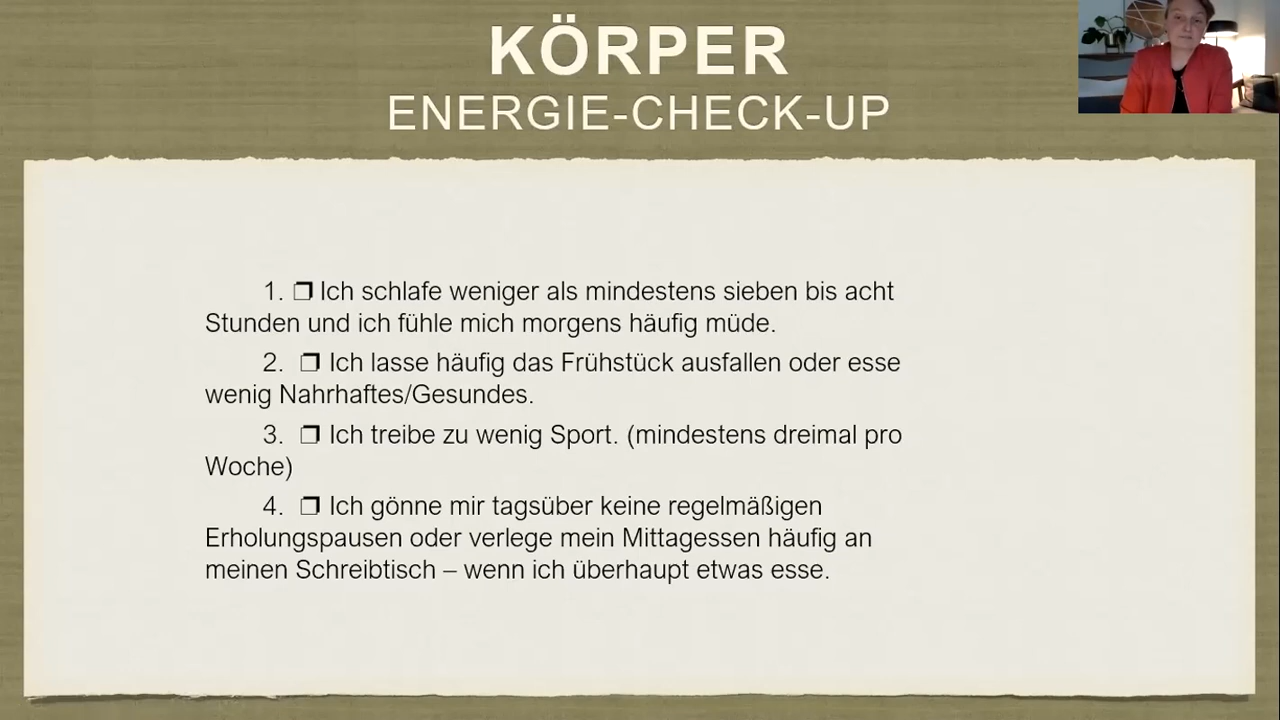 KÖRPER
ENERGIE-CHECK-UP
1. ❐ Ich schlafe weniger als mindestens sieben bis acht
Stunden und ich fühle mich morgens häufig müde.
2. ❐ Ich lasse häufig das Frühstück ausfallen oder esse
wenig Nahrhaftes/Gesundes.
3. ❐ Ich treibe zu wenig Sport. (mindestens dreimal pro
Woche)
4. ❐ Ich gönne mir tagsüber keine regelmäßigen
Erholungspausen oder verlege mein Mittagessen häufig an
meinen Schreibtisch – wenn ich überhaupt etwas esse.